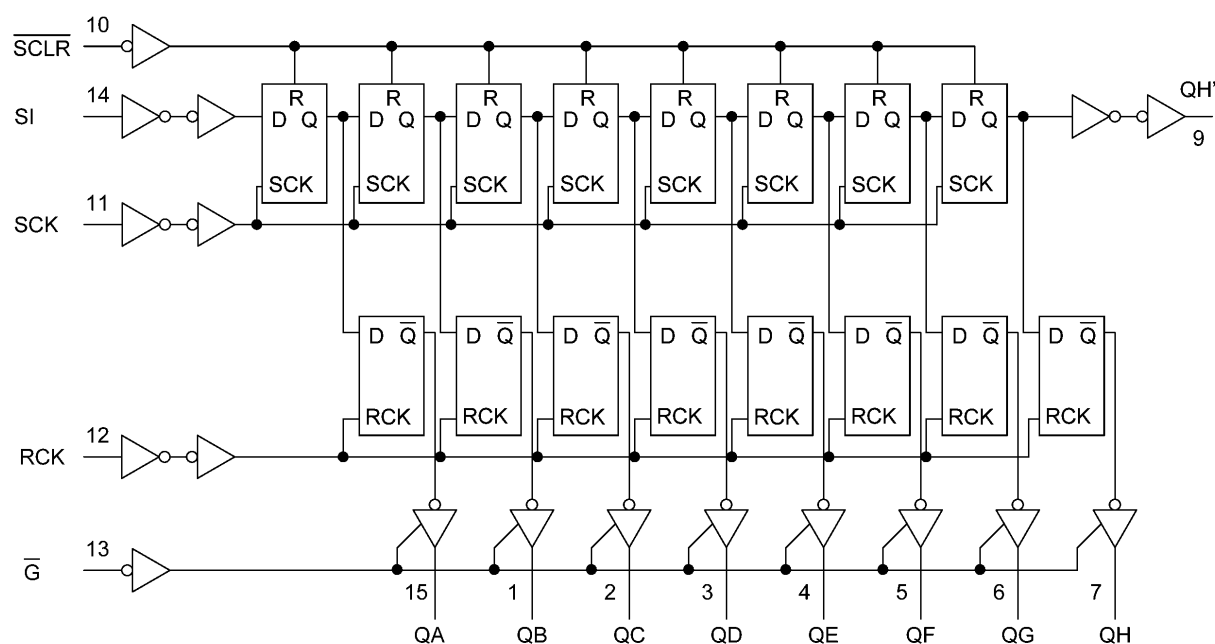 10
S̅C̅L̅R̅
R R R R R R R R
14
SI
D Q D Q D Q D Q D Q D Q D Q D Q
QH'
9
SCK SCK SCK SCK SCK SCK SCK SCK
11
SCK
D Q̅ D Q̅ D Q̅ D Q̅ D Q̅ D Q̅ D Q̅ D Q̅
RCK RCK RCK RCK RCK RCK RCK RCK
12
RCK
13
G̅
15 1 2 3 4 5 6 7
QA QB QC QD QE QF QG QH